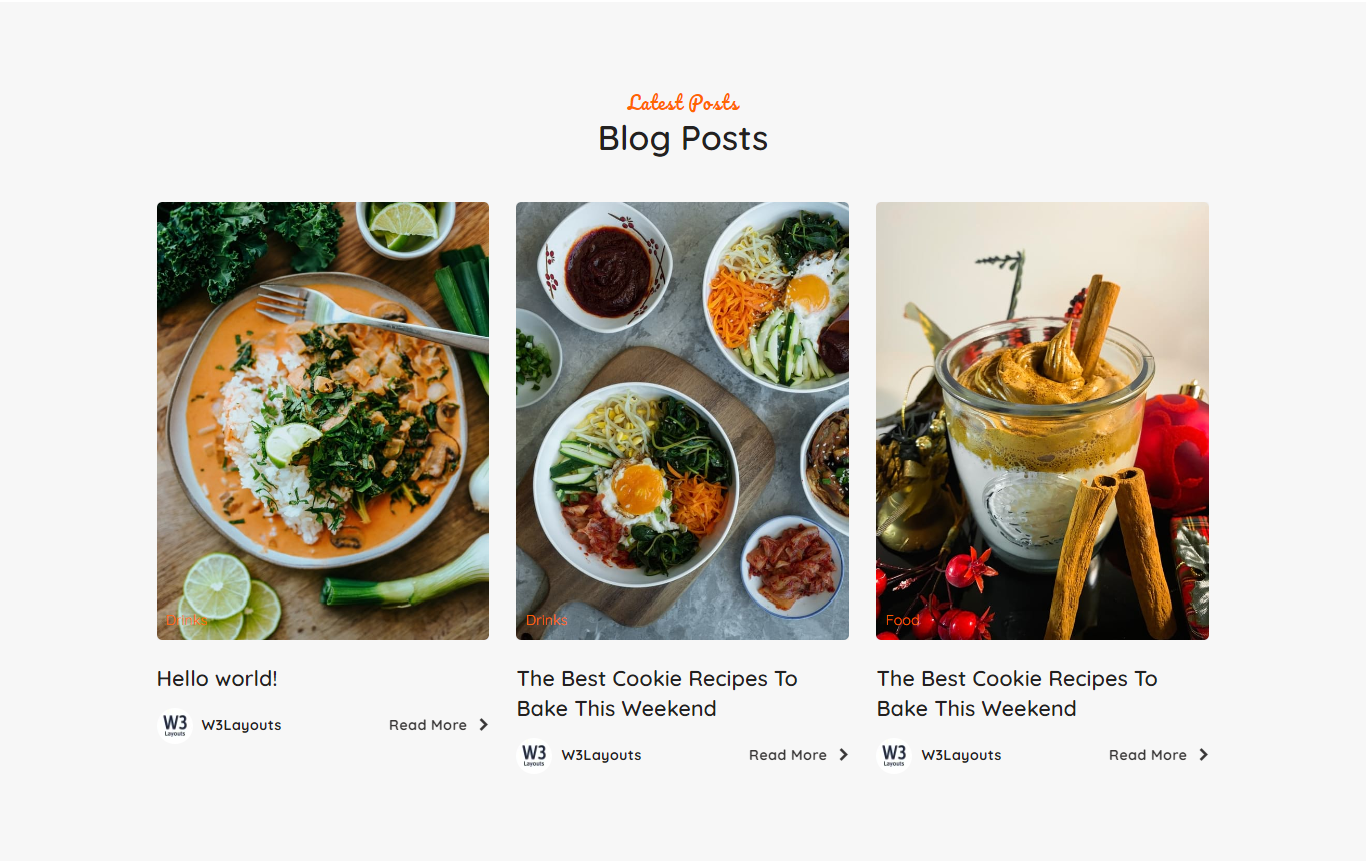 Latest Posts
Blog Posts
Drinks
Hello world!
W3 Layouts
W3Layouts
Read More
Drinks
The Best Cookie Recipes To
Bake This Weekend
W3 Layouts
W3Layouts
Read More
Food
The Best Cookie Recipes To
Bake This Weekend
W3 Layouts
W3Layouts
Read More